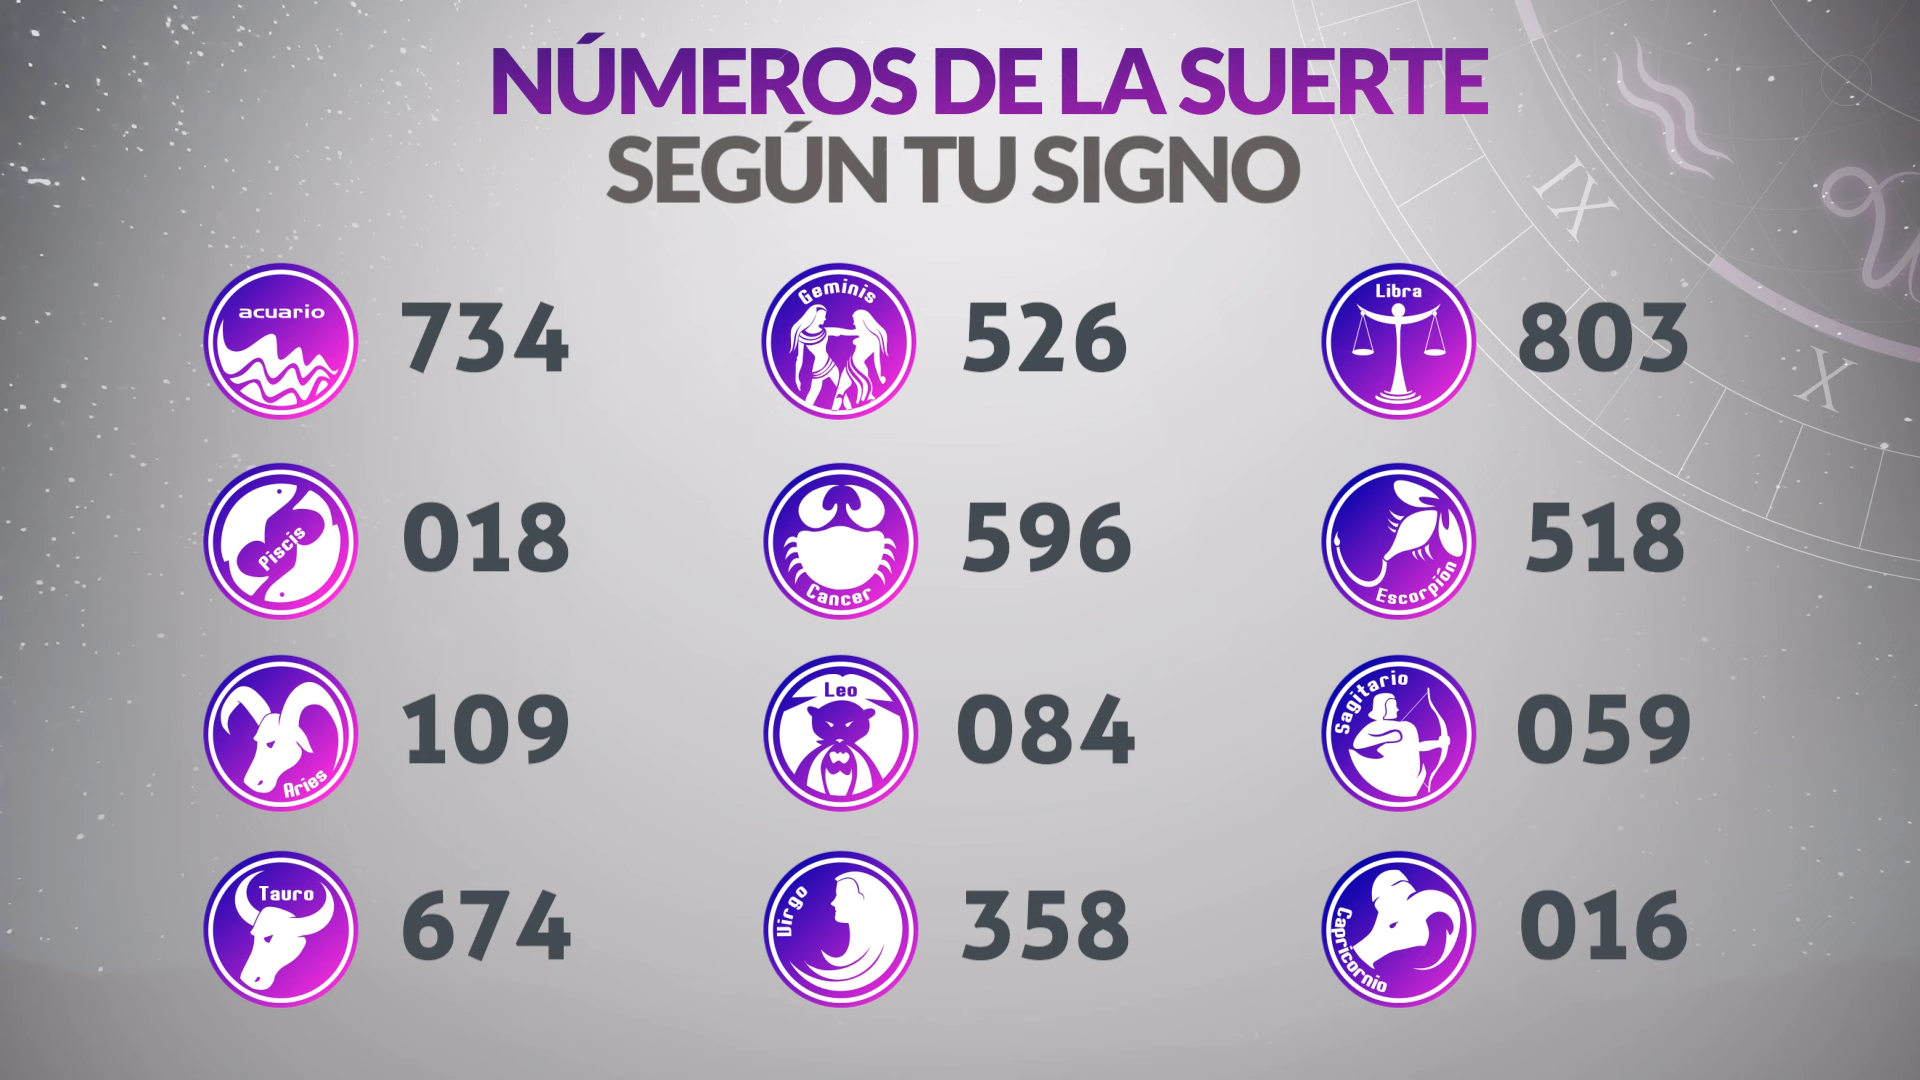 NÚMEROS DE LA SUERTE
SEGÚN TU SIGNO
acuario 734
Geminis 526
Libra 803
Piscis 018
Cancer 596
Escorpión 518
Aries 109
Leo 084
Sagitario 059
Tauro 674
Virgo 358
Capricornio 016
IX
X